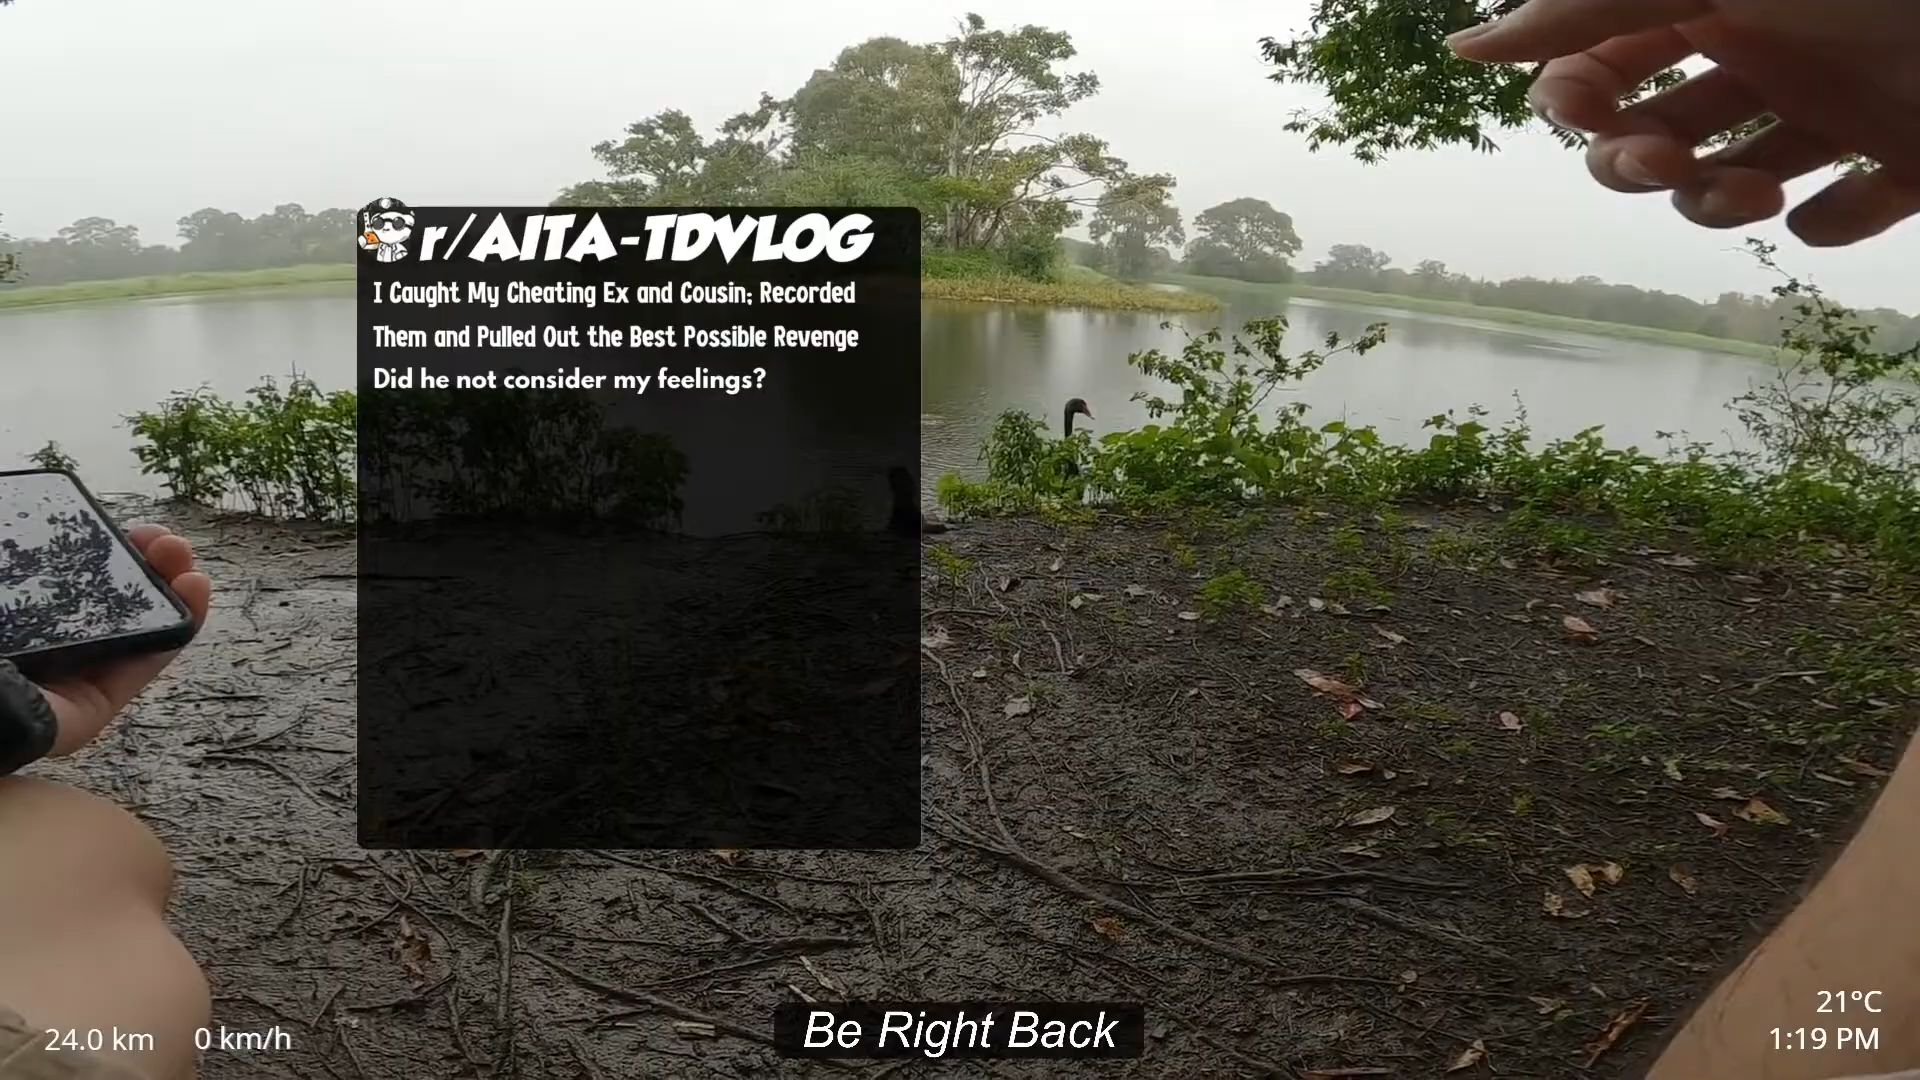 r/AITA-TDVLOG
I Caught My Cheating Ex and Cousin; Recorded
Them and Pulled Out the Best Possible Revenge
Did he not consider my feelings?
Be Right Back
24.0 km 0 km/h
21°C
1:19 PM